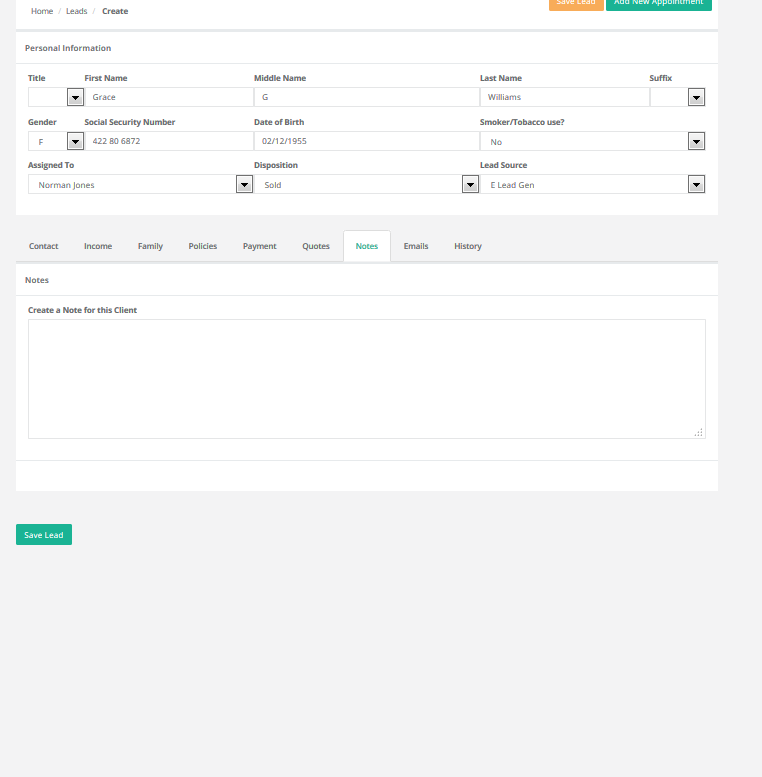 Save Lead Add New Appointment
Home / Leads / Create
Personal Information
Title First Name Middle Name Last Name Suffix
Grace G Williams
Gender Social Security Number Date of Birth Smoker/Tobacco use?
F 422 80 6872 02/12/1955 No
Assigned To Disposition Lead Source
Norman Jones Sold E Lead Gen
Contact Income Family Policies Payment Quotes Notes Emails History
Notes
Create a Note for this Client
Save Lead